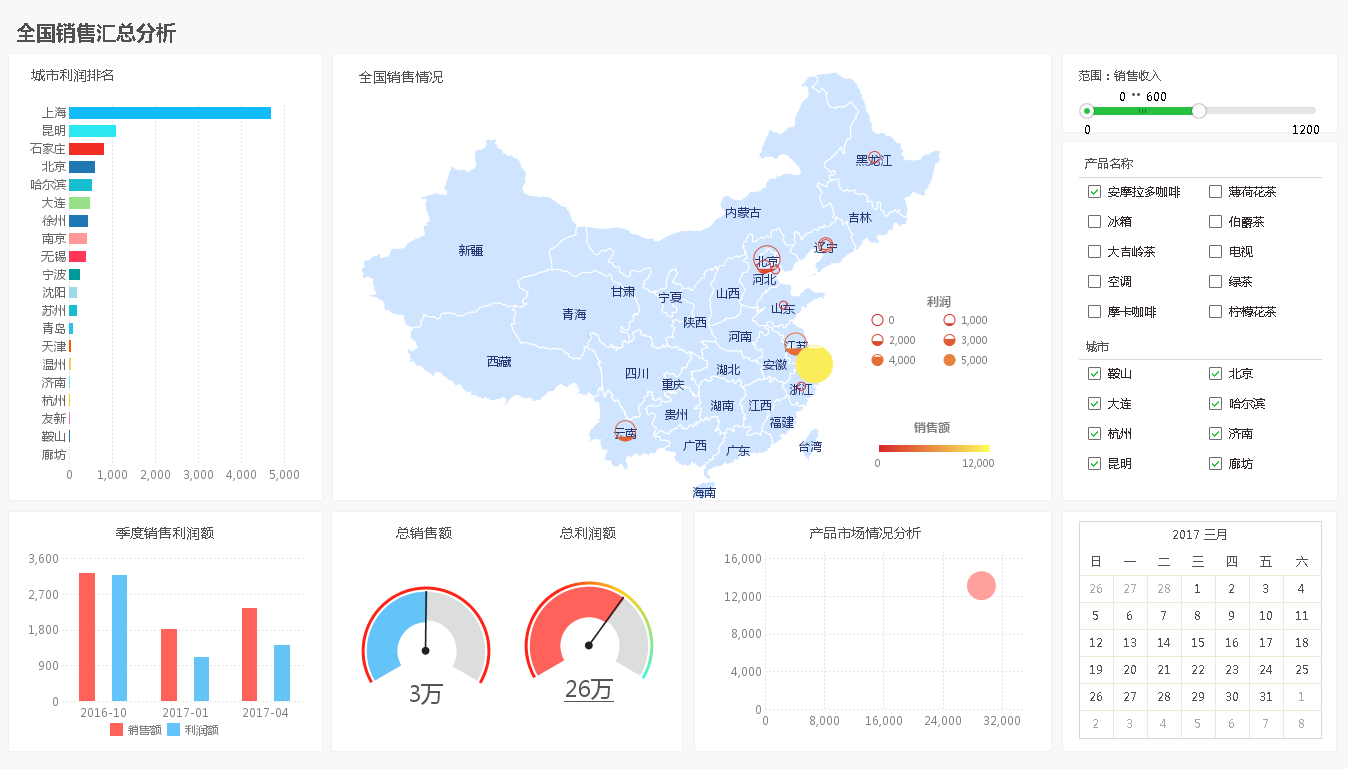 全国销售汇总分析
城市利润排名
上海
昆明
石家庄
北京
哈尔滨
大连
徐州
南京
无锡
宁波
沈阳
苏州
青岛
天津
温州
济南
杭州
友新
鞍山
廊坊
0 1,000 2,000 3,000 4,000 5,000
全国销售情况
黑龙江
内蒙古
吉林
新疆
辽宁
北京
河北
甘肃
宁夏
山西
山东
青海
陕西
河南
江苏
西藏
四川
湖北
安徽
重庆
浙江
贵州
湖南
江西
福建
云南
广西
广东
台湾
海南
利润
0 1,000
2,000 3,000
4,000 5,000
销售额
0 12,000
范围：销售收入
0 ** 600
0 1200
产品名称
安摩拉多咖啡 薄荷花茶
冰箱 伯爵茶
大吉岭茶 电视
空调 绿茶
摩卡咖啡 柠檬花茶
城市
鞍山 北京
大连 哈尔滨
杭州 济南
昆明 廊坊
季度销售利润额
3,600
2,700
1,800
900
0
2016-10 2017-01 2017-04
销售额 利润额
总销售额
3万
总利润额
26万
产品市场情况分析
16,000
12,000
8,000
4,000
0
0 8,000 16,000 24,000 32,000
2017 三月
日 一 二 三 四 五 六
26 27 28 1 2 3 4
5 6 7 8 9 10 11
12 13 14 15 16 17 18
19 20 21 22 23 24 25
26 27 28 29 30 31 1
2 3 4 5 6 7 8